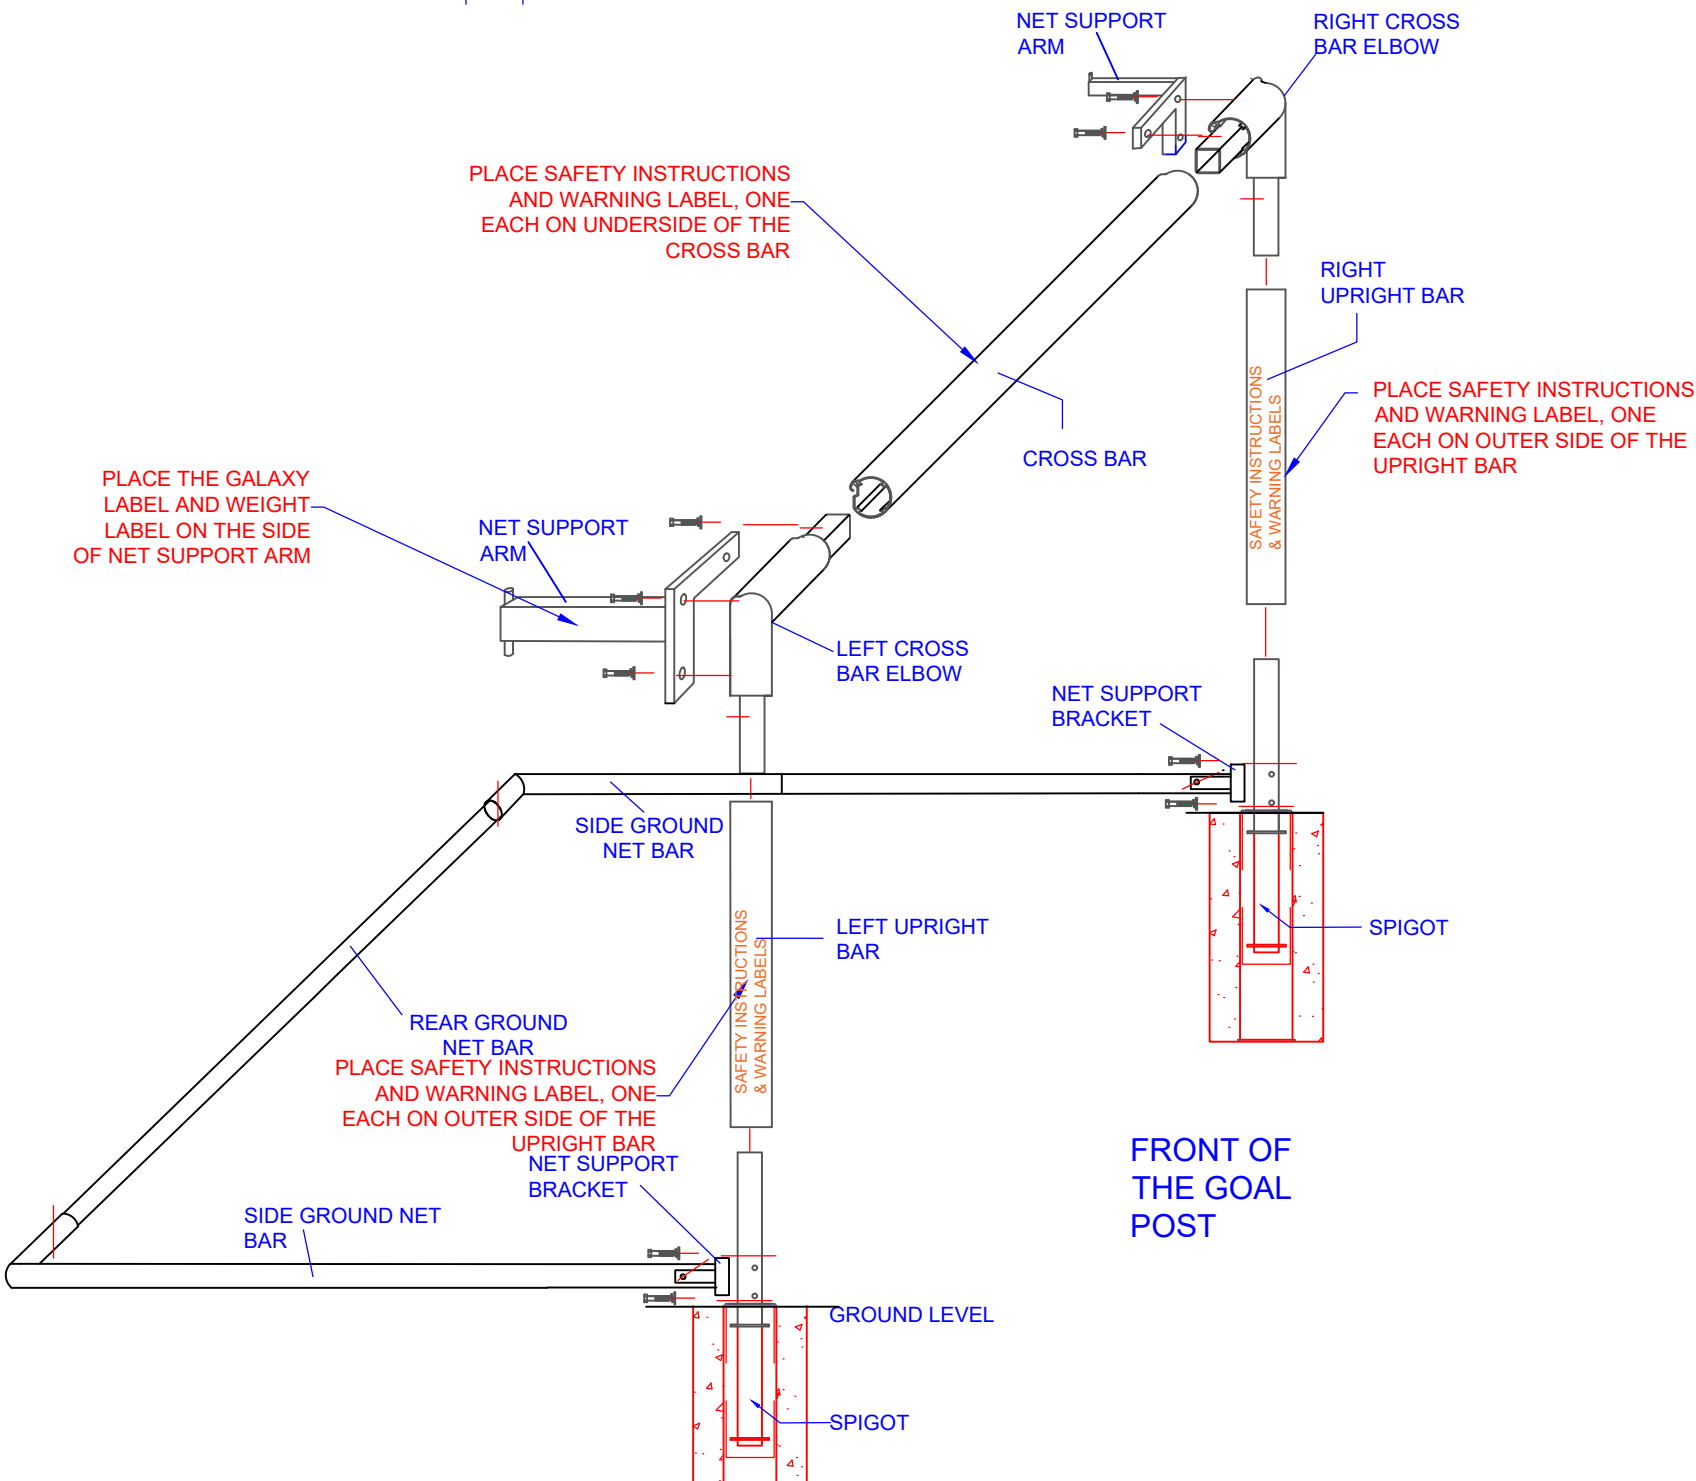 NET SUPPORT
ARM
RIGHT CROSS
BAR ELBOW
PLACE SAFETY INSTRUCTIONS
AND WARNING LABEL, ONE
EACH ON UNDERSIDE OF THE
CROSS BAR
RIGHT
UPRIGHT BAR
SAFETY INSTRUCTIONS
& WARNING LABELS
PLACE SAFETY INSTRUCTIONS
AND WARNING LABEL, ONE
EACH ON OUTER SIDE OF THE
UPRIGHT BAR
CROSS BAR
PLACE THE GALAXY
LABEL AND WEIGHT
LABEL ON THE SIDE
OF NET SUPPORT ARM
NET SUPPORT
ARM
LEFT CROSS
BAR ELBOW
NET SUPPORT
BRACKET
SIDE GROUND
NET BAR
LEFT UPRIGHT
BAR
SPIGOT
SAFETY INSTRUCTIONS
& WARNING LABELS
REAR GROUND
NET BAR
PLACE SAFETY INSTRUCTIONS
AND WARNING LABEL, ONE
EACH ON OUTER SIDE OF THE
UPRIGHT BAR
NET SUPPORT
BRACKET
FRONT OF
THE GOAL
POST
SIDE GROUND NET
BAR
GROUND LEVEL
SPIGOT